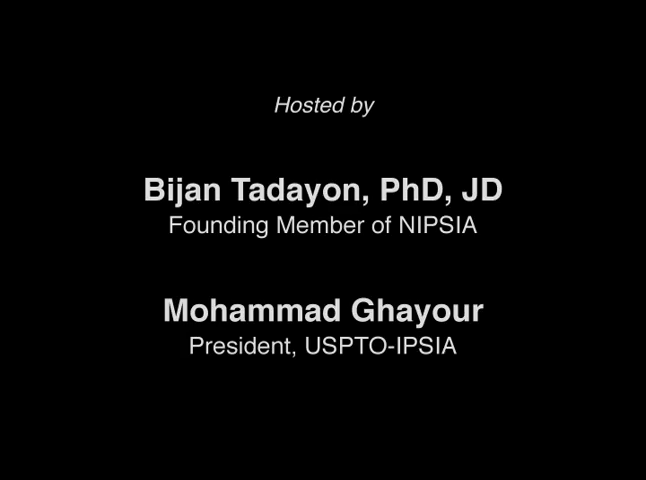 Hosted by
Bijan Tadayon, PhD, JD
Founding Member of NIPSIA
Mohammad Ghayour
President, USPTO-IPSIA